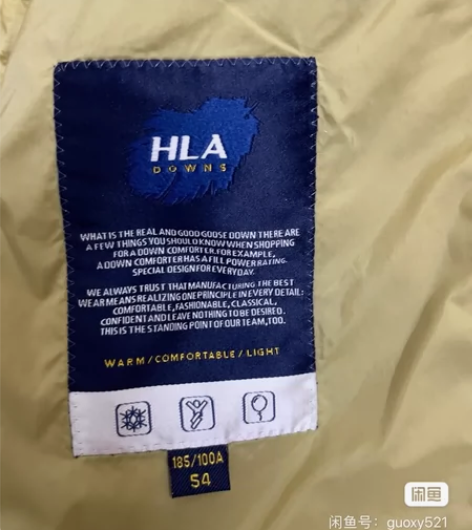 HLA
DOWNS
WHAT IS THE REAL AND GOOD GOOSE DOWN THERE ARE
A FEW THINGS YOU SHOULD KNOW WHEN SHOPPING
FOR A DOWN COMFORTER.FOR EXAMPLE,
A DOWN COMFORTER HAS A FILL POWER RATING.
SPECIAL DESIGN FOR EVERYDAY.
WE ALWAYS TRUST THAT MANUFACTURING THE BEST
WEAR MEANS REALIZING ONE PRINCIPLE IN EVERY DETAIL:
COMFORTABLE,FASHIONABLE,CLASSICAL,
CONFIDENT AND LEAVE NOTHING TO BE DESIRED.
THIS IS THE STANDING POINT OF OUR TEAM,TOO.
WARM/COMFORTABLE/LIGHT
185/100A
54
闲鱼
闲鱼号：guoxy521